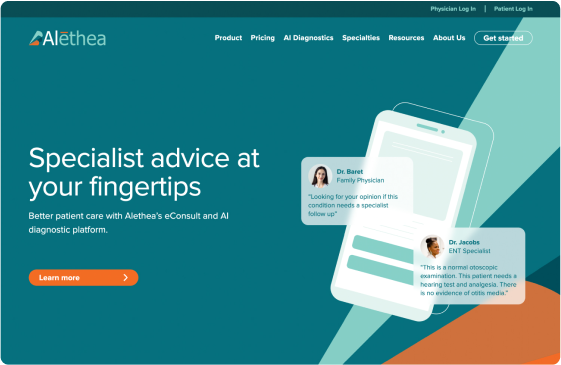 Physician Log In | Patient Log In
Alethea
Product Pricing AI Diagnostics Specialties Resources About Us Get started
Specialist advice at
your fingertips
Better patient care with Alethea's eConsult and AI
diagnostic platform.
Learn more
Dr. Baret
Family Physician
"Looking for your opinion if this
condition needs a specialist
follow up"
Dr. Jacobs
ENT Specialist
"This is a normal otoscopic
examination. This patient needs a
hearing test and analgesia. There
is no evidence of otitis media."